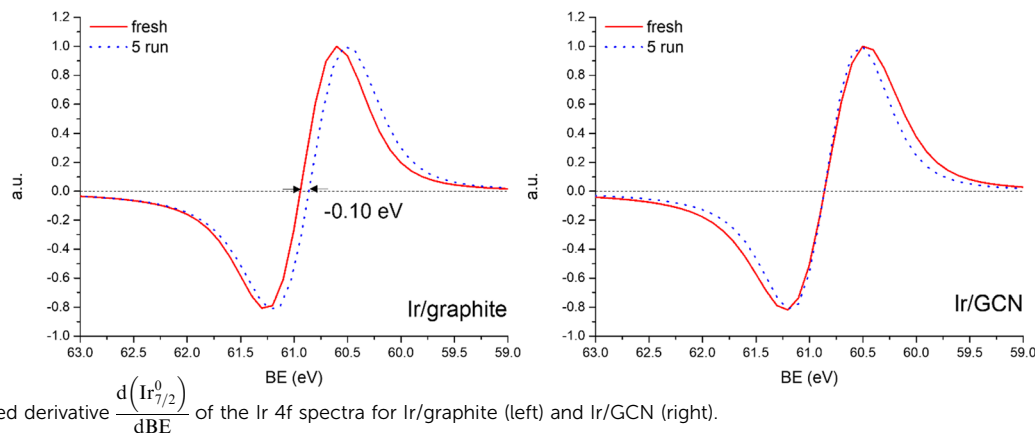 fresh
5 run
1.2
1.0
0.8
0.6
0.4
0.2
0.0
-0.2
-0.4
-0.6
-0.8
-1.0
a.u.
-0.10 eV
Ir/graphite
63.0 62.5 62.0 61.5 61.0 60.5 60.0 59.5 59.0
BE (eV)
fresh
5 run
1.2
1.0
0.8
0.6
0.4
0.2
0.0
-0.2
-0.4
-0.6
-0.8
-1.0
a.u.
Ir/GCN
63.0 62.5 62.0 61.5 61.0 60.5 60.0 59.5 59.0
BE (eV)
ed derivative d(Ir⁰₇/₂)/dBE of the Ir 4f spectra for Ir/graphite (left) and Ir/GCN (right).